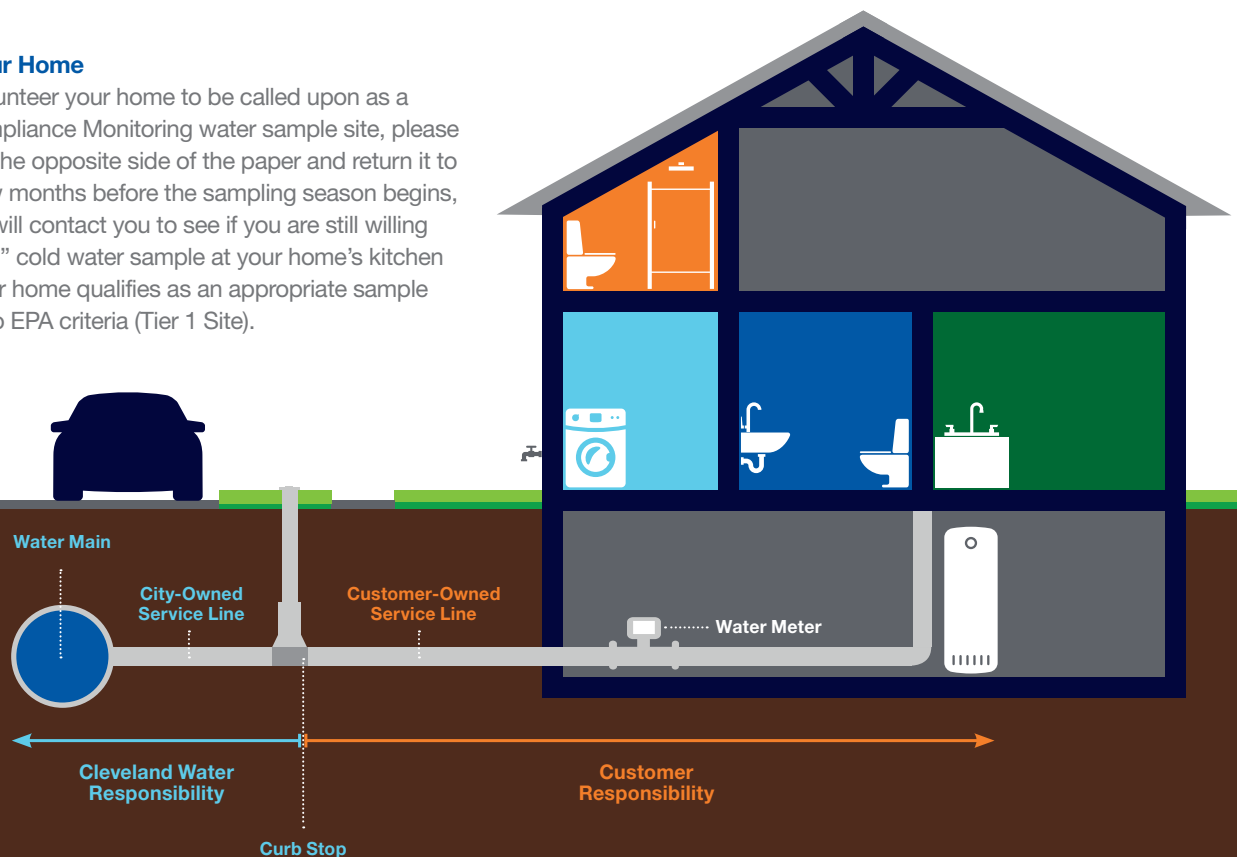 ur Home
unteer your home to be called upon as a
npliance Monitoring water sample site, please
he opposite side of the paper and return it to
months before the sampling season begins,
will contact you to see if you are still willing
” cold water sample at your home’s kitchen
r home qualifies as an appropriate sample
o EPA criteria (Tier 1 Site).
Water Main
City-Owned
Service Line
Customer-Owned
Service Line
Water Meter
Cleveland Water
Responsibility
Customer
Responsibility
Curb Stop